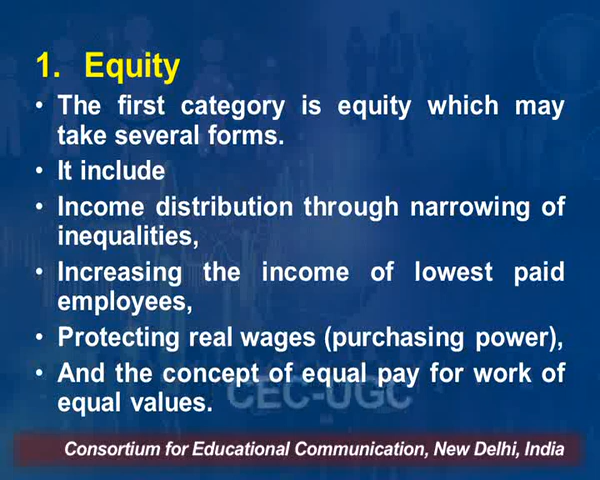 1. Equity
• The first category is equity which may
take several forms.
• It include
• Income distribution through narrowing of
inequalities,
• Increasing the income of lowest paid
employees,
• Protecting real wages (purchasing power),
• And the concept of equal pay for work of
equal values.
CEC-UGC
Consortium for Educational Communication, New Delhi, India